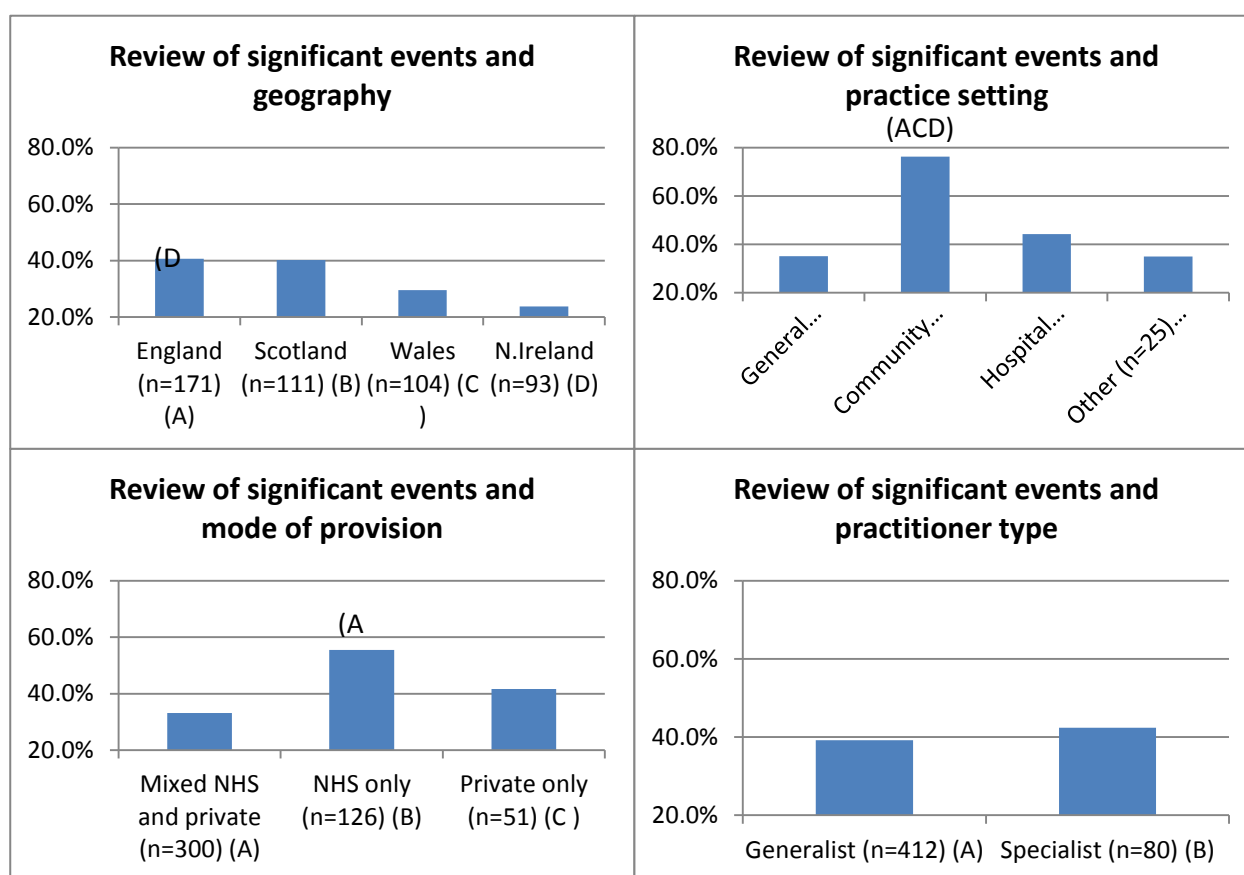 Review of significant events and
geography
80.0%
60.0%
40.0%
20.0%
(D
England
(n=171)
(A)
Scotland
(n=111) (B)
Wales
(n=104) (C
)
N.Ireland
(n=93) (D)
Review of significant events and
practice setting
(ACD)
80.0%
60.0%
40.0%
20.0%
General...
Community...
Hospital...
Other (n=25)...
Review of significant events and
mode of provision
80.0%
60.0%
40.0%
20.0%
(A
Mixed NHS
and private
(n=300) (A)
NHS only
(n=126) (B)
Private only
(n=51) (C )
Review of significant events and
practitioner type
80.0%
60.0%
40.0%
20.0%
Generalist (n=412) (A)
Specialist (n=80) (B)